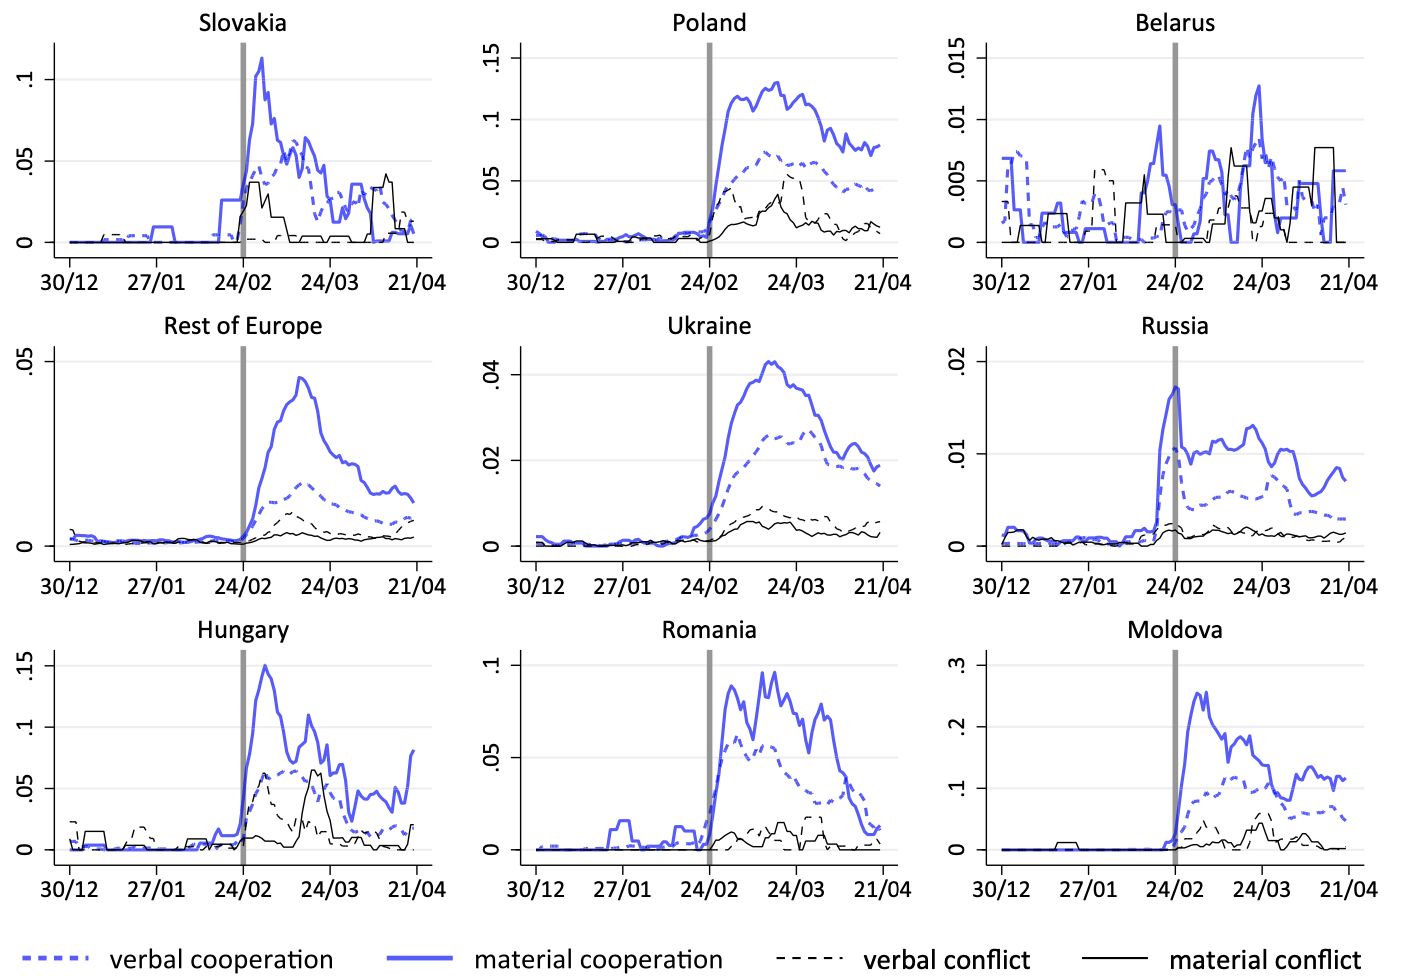 Slovakia
.1
.05
0
30/12 27/01 24/02 24/03 21/04
Poland
.15
.1
.05
0
30/12 27/01 24/02 24/03 21/04
Belarus
.015
.01
.005
0
30/12 27/01 24/02 24/03 21/04
Rest of Europe
.05
0
30/12 27/01 24/02 24/03 21/04
Ukraine
.04
.02
0
30/12 27/01 24/02 24/03 21/04
Russia
.02
.01
0
30/12 27/01 24/02 24/03 21/04
Hungary
.15
.1
.05
0
30/12 27/01 24/02 24/03 21/04
Romania
.1
.05
0
30/12 27/01 24/02 24/03 21/04
Moldova
.3
.2
.1
0
30/12 27/01 24/02 24/03 21/04
verbal cooperation material cooperation verbal conflict material conflict